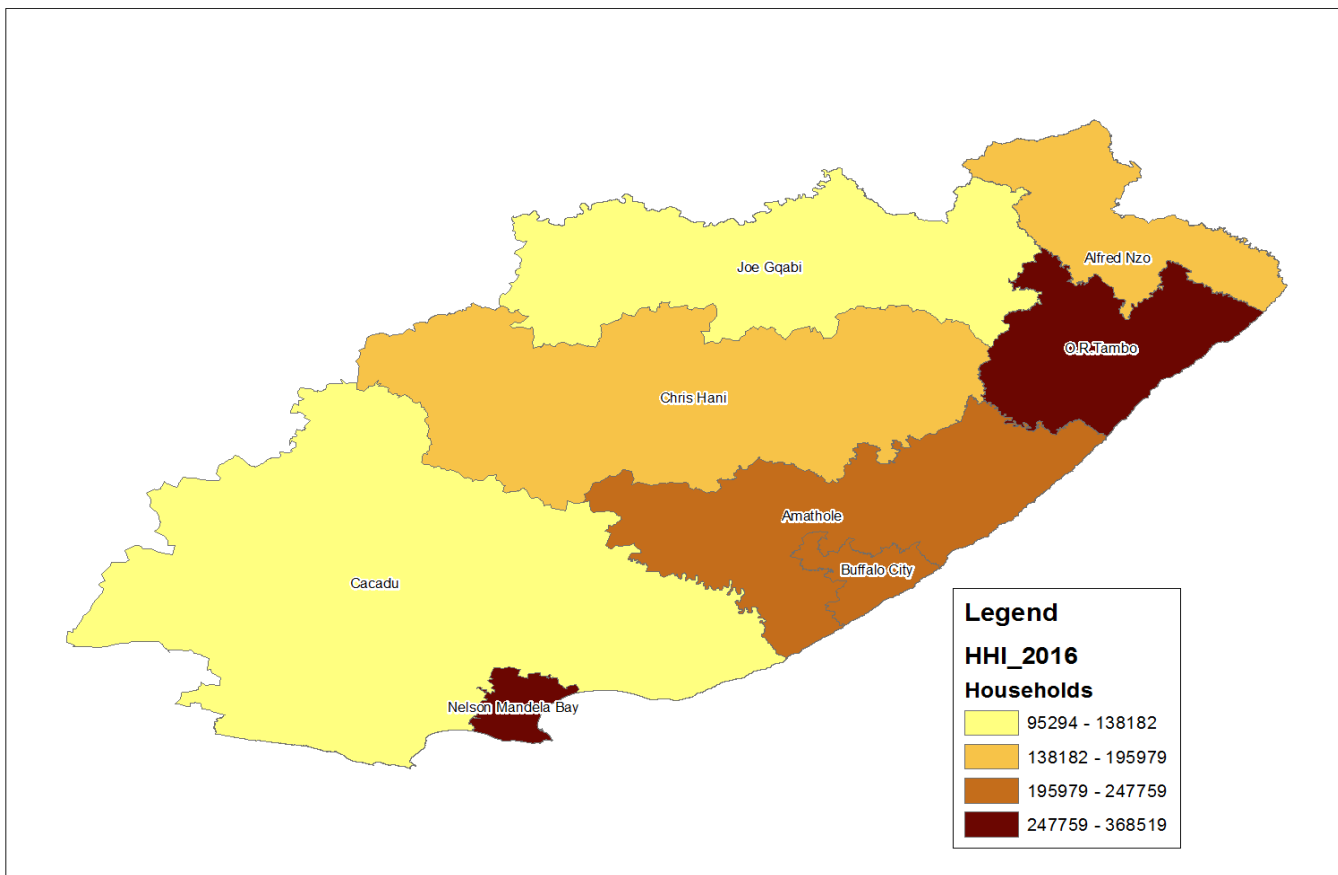 Joe Gqabi
Alfred Nzo
O.R.Tambo
Chris Hani
Amathole
Buffalo City
Cacadu
Nelson Mandela Bay
Legend
HHI_2016
Households
95294 - 138182
138182 - 195979
195979 - 247759
247759 - 368519